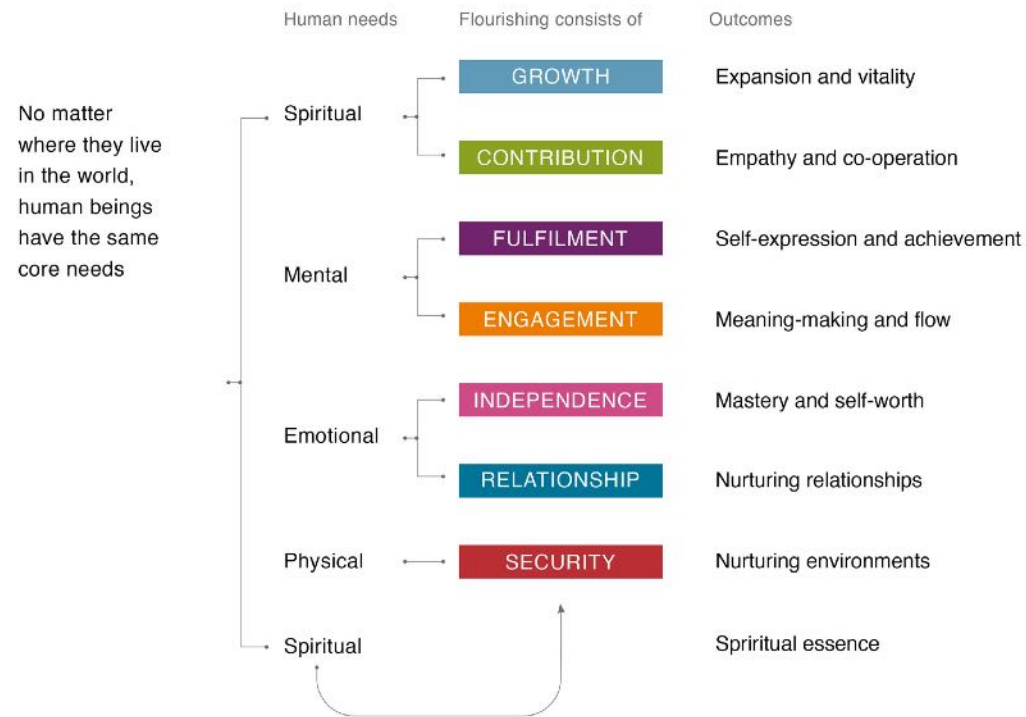 Human needs
Flourishing consists of
Outcomes
No matter
where they live
in the world,
human beings
have the same
core needs
Spiritual
GROWTH
Expansion and vitality
CONTRIBUTION
Empathy and co-operation
Mental
FULFILMENT
Self-expression and achievement
ENGAGEMENT
Meaning-making and flow
Emotional
INDEPENDENCE
Mastery and self-worth
RELATIONSHIP
Nurturing relationships
Physical
SECURITY
Nurturing environments
Spiritual
Spriritual essence